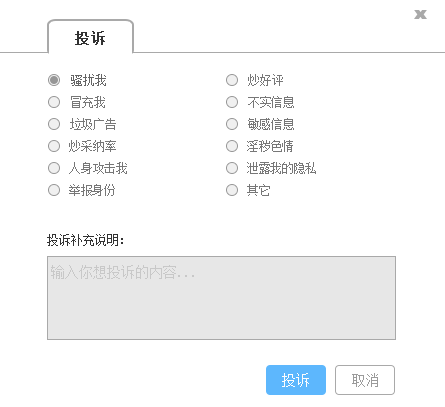 投诉
骚扰我 炒好评
冒充我 不实信息
垃圾广告 敏感信息
炒采纳率 淫秽色情
人身攻击我 泄露我的隐私
举报身份 其它
投诉补充说明:
输入你想投诉的内容...
投诉 取消